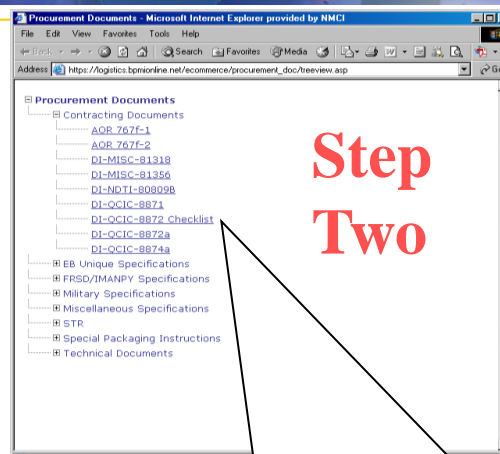 Procurement Documents - Microsoft Internet Explorer provided by NMCI
File Edit View Favorites Tools Help
Back Search Favorites Media
Address https://logistics.bpmionline.net/ecommerce/procurement_doc/treeview.asp
Procurement Documents
Contracting Documents
AOR 767f-1
AOR 767f-2
DI-MISC-81318
DI-MISC-81356
DI-NDTI-80809B
DI-QCIC-8871
DI-QCIC-8872 Checklist
DI-QCIC-8872a
DI-QCIC-8874a
EB Unique Specifications
FRSD/IMANPY Specifications
Military Specifications
Miscellaneous Specifications
STR
Special Packaging Instructions
Technical Documents
Step
Two